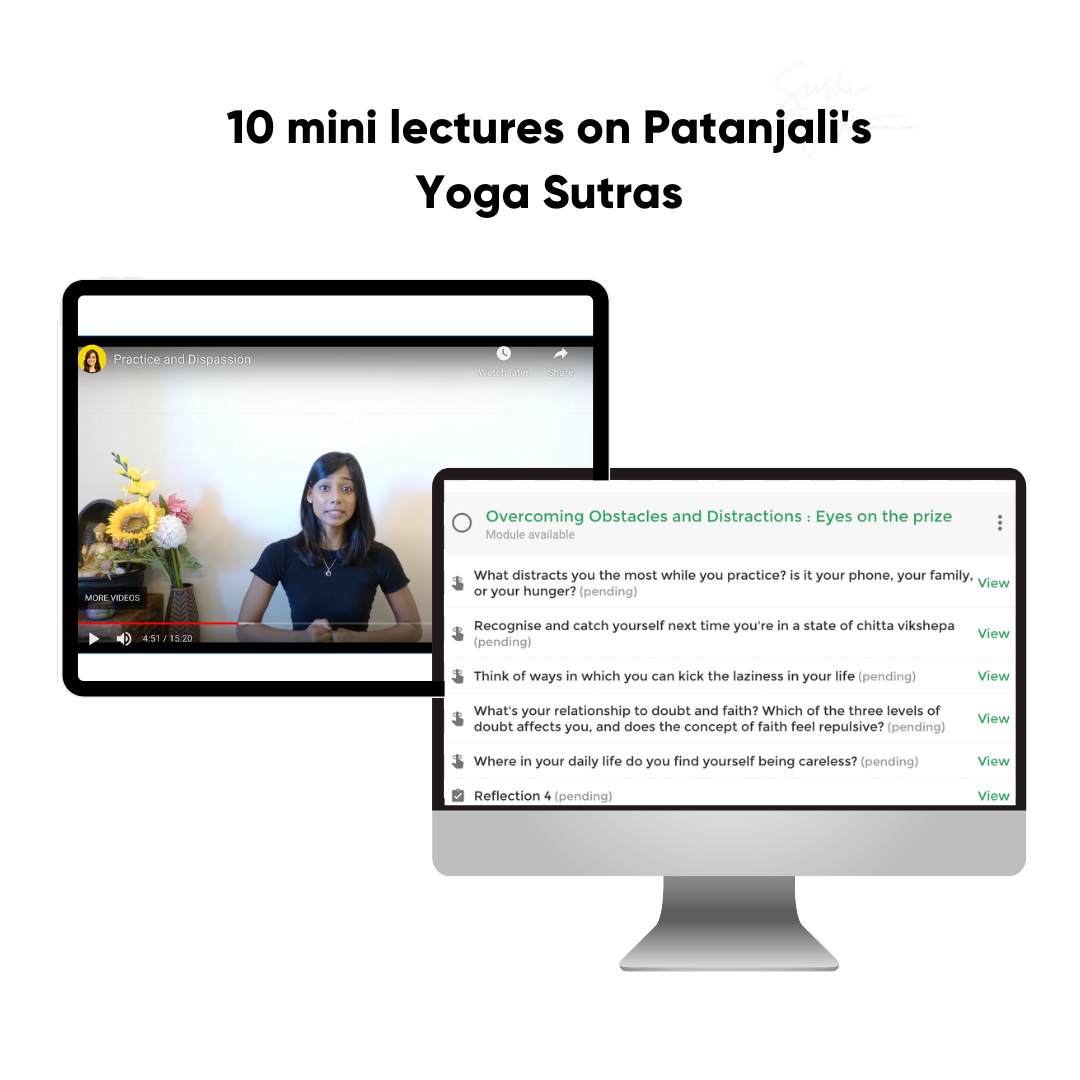 Sushi
10 mini lectures on Patanjali's
Yoga Sutras
Practice and Dispassion
Watch later
Share
MORE VIDEOS
4:51 / 15:20
Overcoming Obstacles and Distractions : Eyes on the prize
Module available
What distracts you the most while you practice? is it your phone, your family,
or your hunger? (pending)
View
Recognise and catch yourself next time you're in a state of chitta vikshepa
(pending)
View
Think of ways in which you can kick the laziness in your life (pending)
View
What's your relationship to doubt and faith? Which of the three levels of
doubt affects you, and does the concept of faith feel repulsive? (pending)
View
Where in your daily life do you find yourself being careless? (pending)
View
Reflection 4 (pending)
View